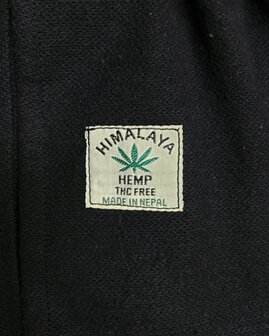 HIMALAYA
HEMP
THC FREE
MADE IN NEPAL